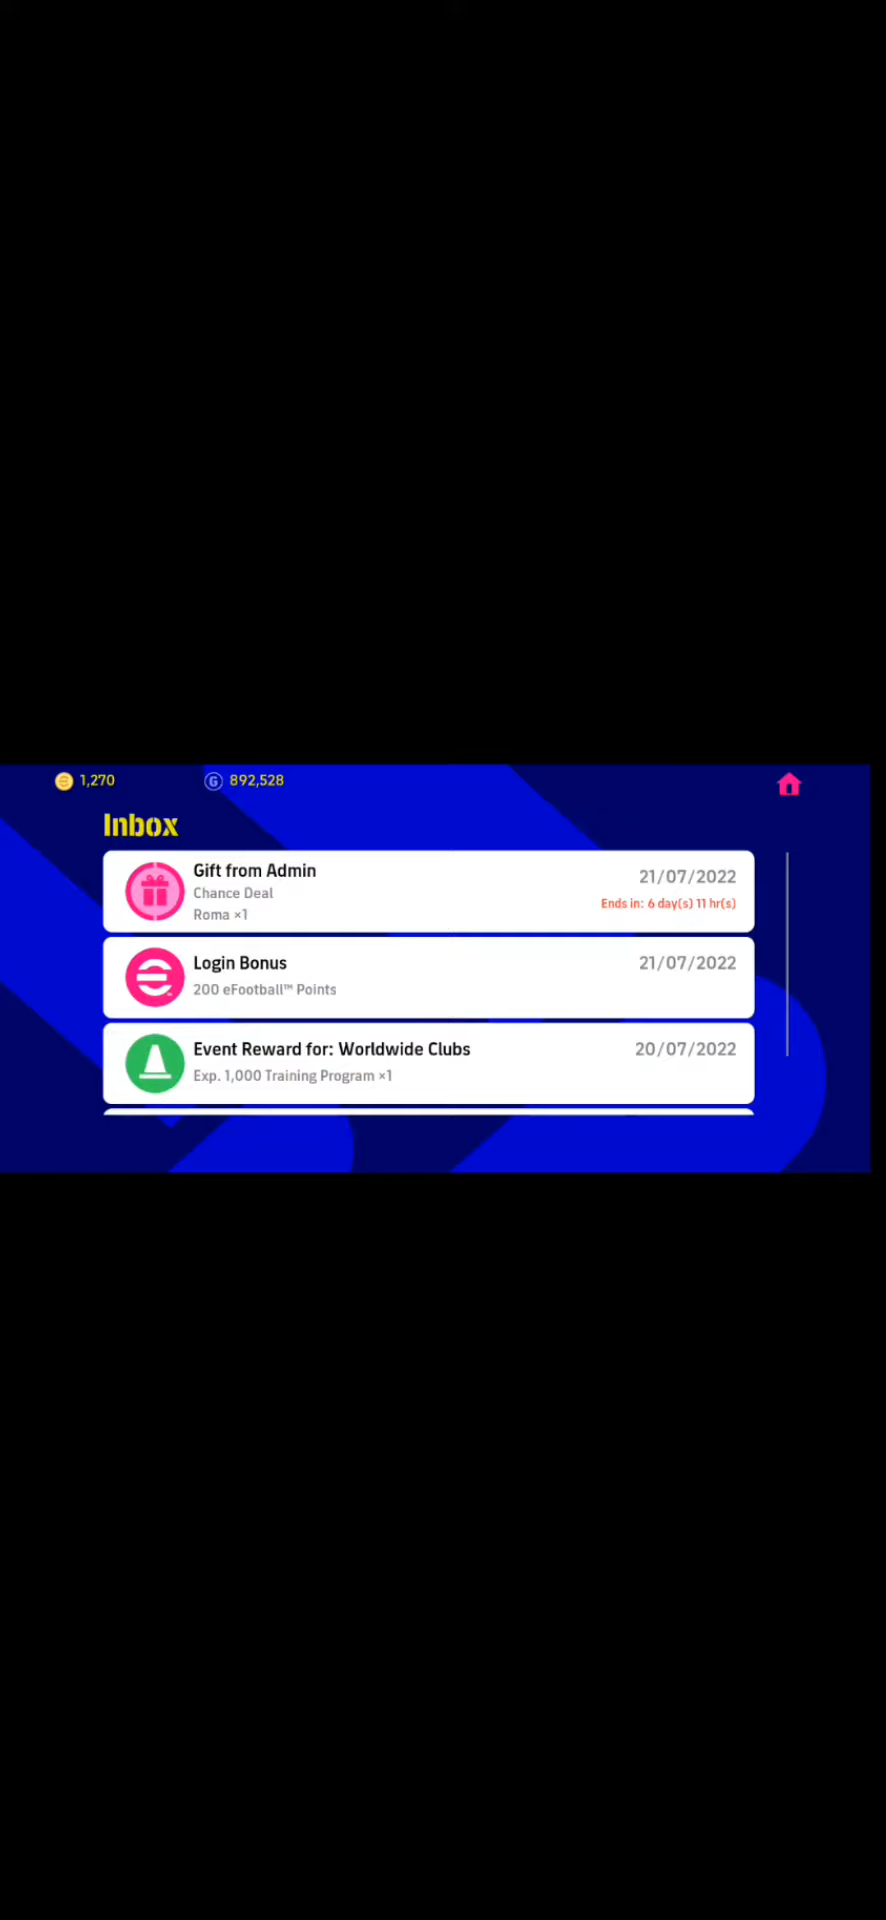 1,270
G 892,528
Inbox
Gift from Admin
21/07/2022
Chance Deal
Ends in: 6 day(s) 11 hr(s)
Roma ×1
Login Bonus
21/07/2022
200 eFootball™ Points
Event Reward for: Worldwide Clubs
20/07/2022
Exp. 1,000 Training Program ×1